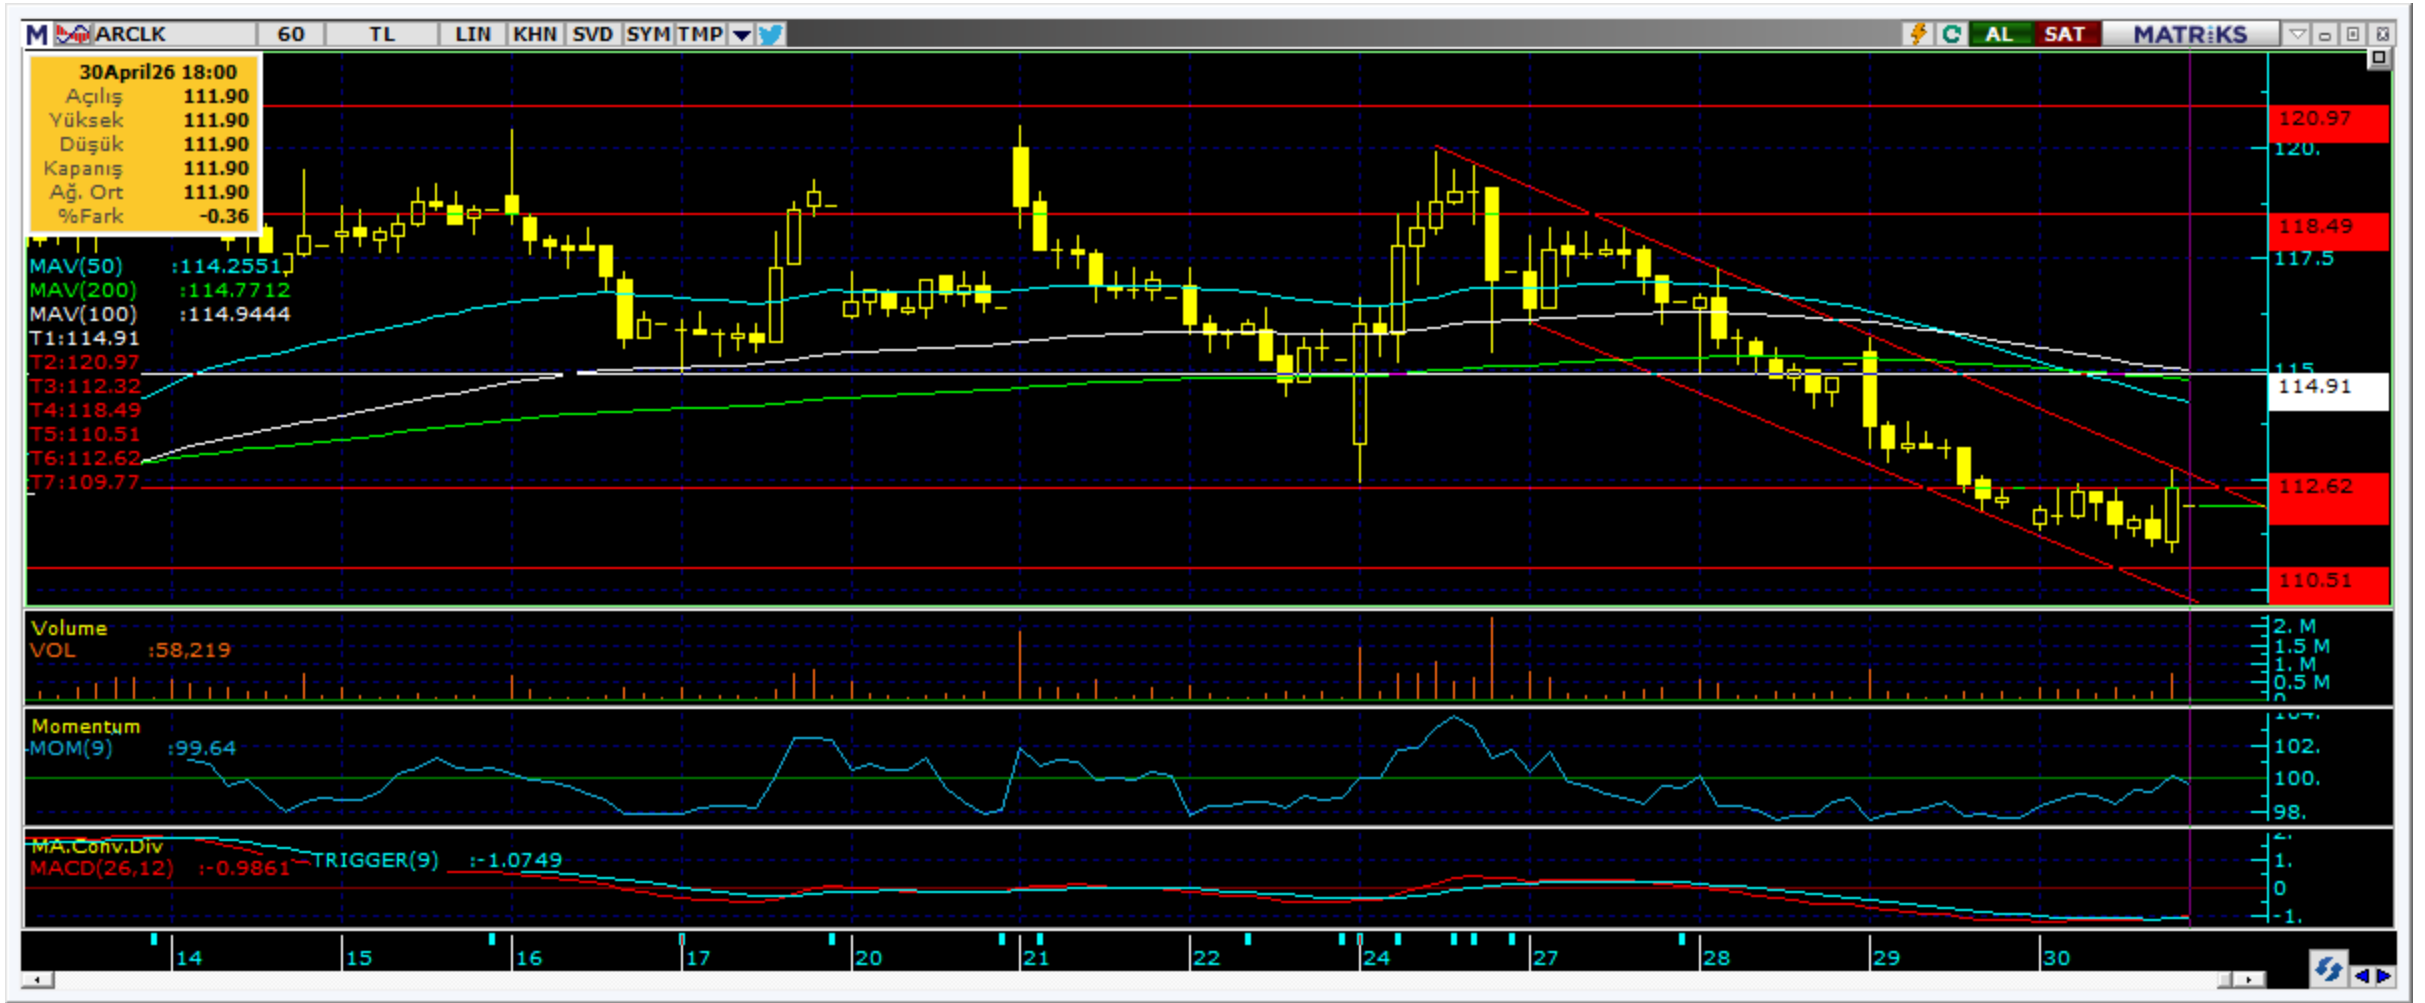 M ARCLK 60 TL LIN KHN SVD SYM TMP AL SAT MATRiKS
30April26 18:00
Açılış 111.90
Yüksek 111.90
Düşük 111.90
Kapanış 111.90
Ağ. Ort 111.90
%Fark -0.36
MAV(50) :114.2551
MAV(200) :114.7712
MAV(100) :114.9444
T1:114.91
T2:120.97
T3:112.32
T4:118.49
T5:110.51
T6:112.62
T7:109.77
120.97
120.
118.49
117.5
115.
114.91
112.62
110.51
Volume
VOL :58,219
2. M
1.5 M
1. M
0.5 M
0
Momentum
MOM(9) :99.64
104.
102.
100.
98.
MA.Conv.Div
MACD(26,12) :-0.9861 TRIGGER(9) :-1.0749
2.
1.
0
-1.
14 15 16 17 20 21 22 24 27 28 29 30